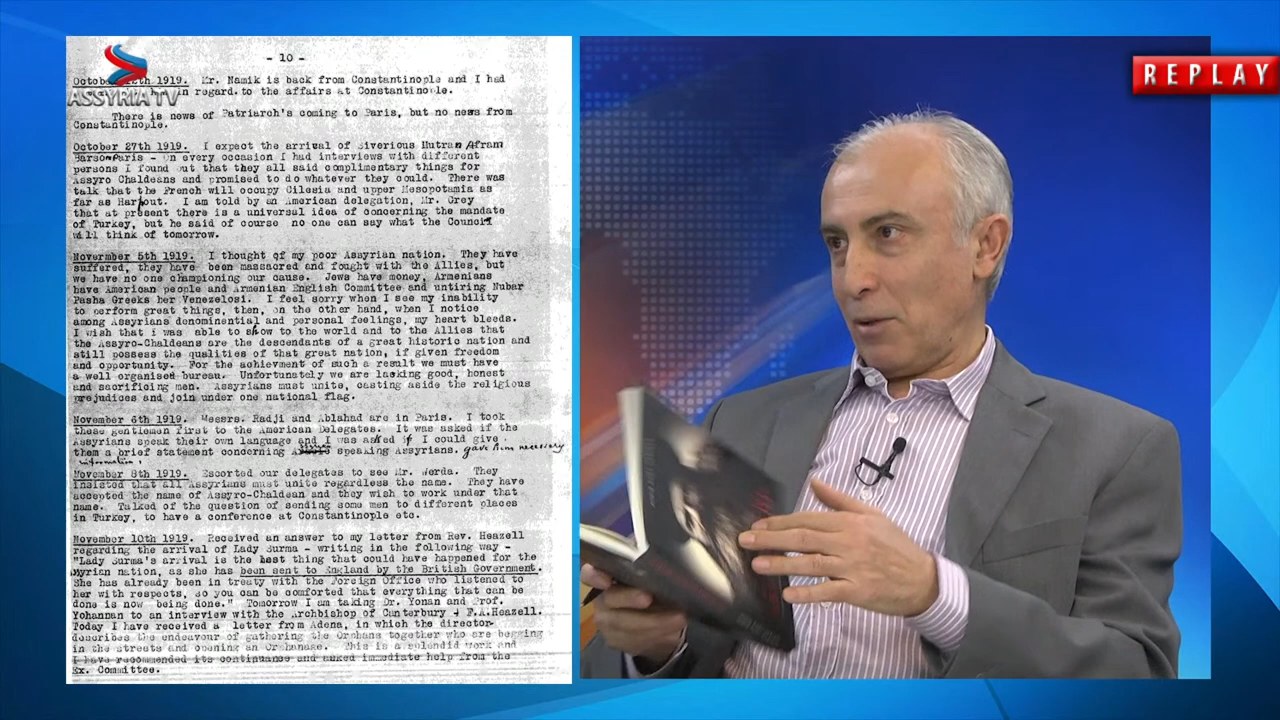 ASSYRIA TV
REPLAY
- 10 -
October 1919. Mr. Namik is back from Constantinople and I had
in regard to the affairs at Constantinople.
There is news of Patriarch's coming to Paris, but no news from
Constantinople.
October 27th 1919. I expect the arrival of Siverious Mutran Afram
Barsom Paris - on every occasion I had interviews with different
persons I found out that they all said complimentary things for
Assyro Chaldeans and promised to do whatever they could. There was
talk that the French will occupy Cilesia and upper Mesopotamia as
far as Harpout. I am told by an American delegation, Mr. Grey
that at present there is a universal idea of concerning the mandate
of Turkey, but he said of course no one can say what the Council
will think of tomorrow.
Novermber 5th 1919. I thought of my poor Assyrian nation. They have
suffered, they have been massacred and fought with the Allies, but
we have no one championing our cause. Jews have money, Armenians
have American people and Armenian English Committee and untiring Nubar
Pasha Greeks her Venezelosi. I feel sorry when I see my inability
to perform great things, then, on the other hand, when I notice
among Assyrians denominational and personal feelings, my heart bleeds.
I wish that i was able to show to the world and to the Allies that
the Assyro-Chaldeans are the descendants of a great historic nation and
still possess the qualities of that great nation, if given freedom
and opportunity. For the achievment of such a result we must have
a well organised bureau. Unfortunately we are lacking good, honest
and sacrificing men. Assyrians must unite, casting aside the religious
prejudices and join under one national flag.
November 6th 1919. Messrs. Radji and Ablahad are in Paris. I took
these gentlemen first to the American Delegates. It was asked if the
Assyrians speak their own language and I was asked if I could give
them a brief statement concerning speaking Assyrians. gave him necessary
information.
November 8th 1919. Escorted our delegates to see Mr. Werda. They
insisted that all Assyrians must unite regardless the name. They have
accepted the name of Assyro-Chaldean and they wish to work under that
name. Talked of the question of sending some men to different places
in Turkey, to have a conference at Constantinople etc.
November 10th 1919. Received an answer to my letter from Rev. Heazell
regarding the arrival of Lady Surma - writing in the following way -
"Lady Surma's arrival is the best thing that could have happened for the
nation, as she has been sent to England by the British Government.
She has already been in treaty with the Foreign Office who listened to
her with respects, so you can be comforted that everything that can be
done is now being done." Tomorrow I am taking Dr. Yonan and Prof.
Yohannan to an interview with the Archbishop of Canterbury + F.A.Heazell.
Today I have received a letter from Adena, in which the director
describes the endeavour of gathering the Orphans together who are begging
in the streets and opening an Orphanage. This is a splendid work and
I have recommended its continuance and asked immediate help from the
Ex. Committee.